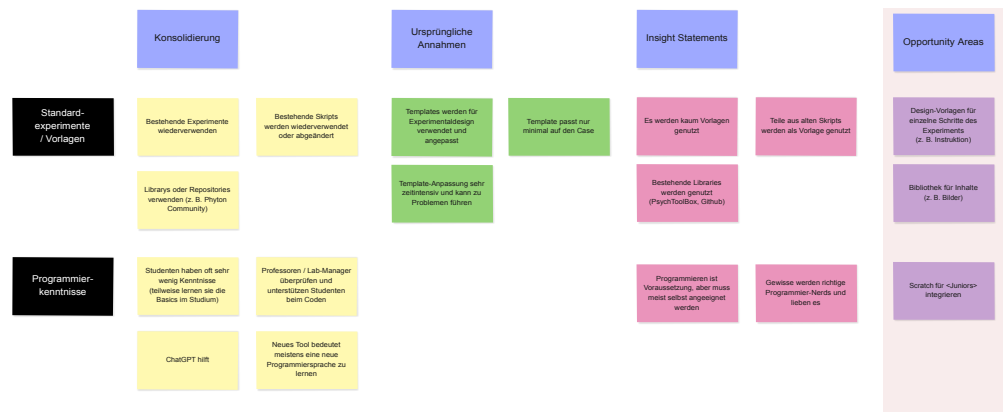 Konsolidierung
Ursprüngliche
Annahmen
Insight Statements
Opportunity Areas
Standard-
experimente
/ Vorlagen
Bestehende Experimente
wiederverwenden
Bestehende Skripts
werden wiederverwendet
oder abgeändert
Templates werden für
Experimentaldesign
verwendet und
angepasst
Template passt nur
minimal auf den Case
Es werden kaum Vorlagen
genutzt
Teile aus alten Skripts
werden als Vorlage genutzt
Design-Vorlagen für
einzelne Schritte des
Experiments
(z. B. Instruktion)
Librarys oder Repositories
verwenden (z. B. Phyton
Community)
Template-Anpassung sehr
zeitintensiv und kann zu
Problemen führen
Bestehende Libraries
werden genutzt
(PsychToolBox, Github)
Bibliothek für Inhalte
(z. B. Bilder)
Programmier-
kenntnisse
Studenten haben oft sehr
wenig Kenntnisse
(teilweise lernen sie die
Basics im Studium)
Professoren / Lab-Manager
überprüfen und
unterstützen Studenten
beim Coden
Programmieren ist
Voraussetzung, aber muss
meist selbst angeeignet
werden
Gewisse werden richtige
Programmier-Nerds und
lieben es
Scratch für <Juniors>
integrieren
ChatGPT hilft
Neues Tool bedeutet
meistens eine neue
Programmiersprache zu
lernen